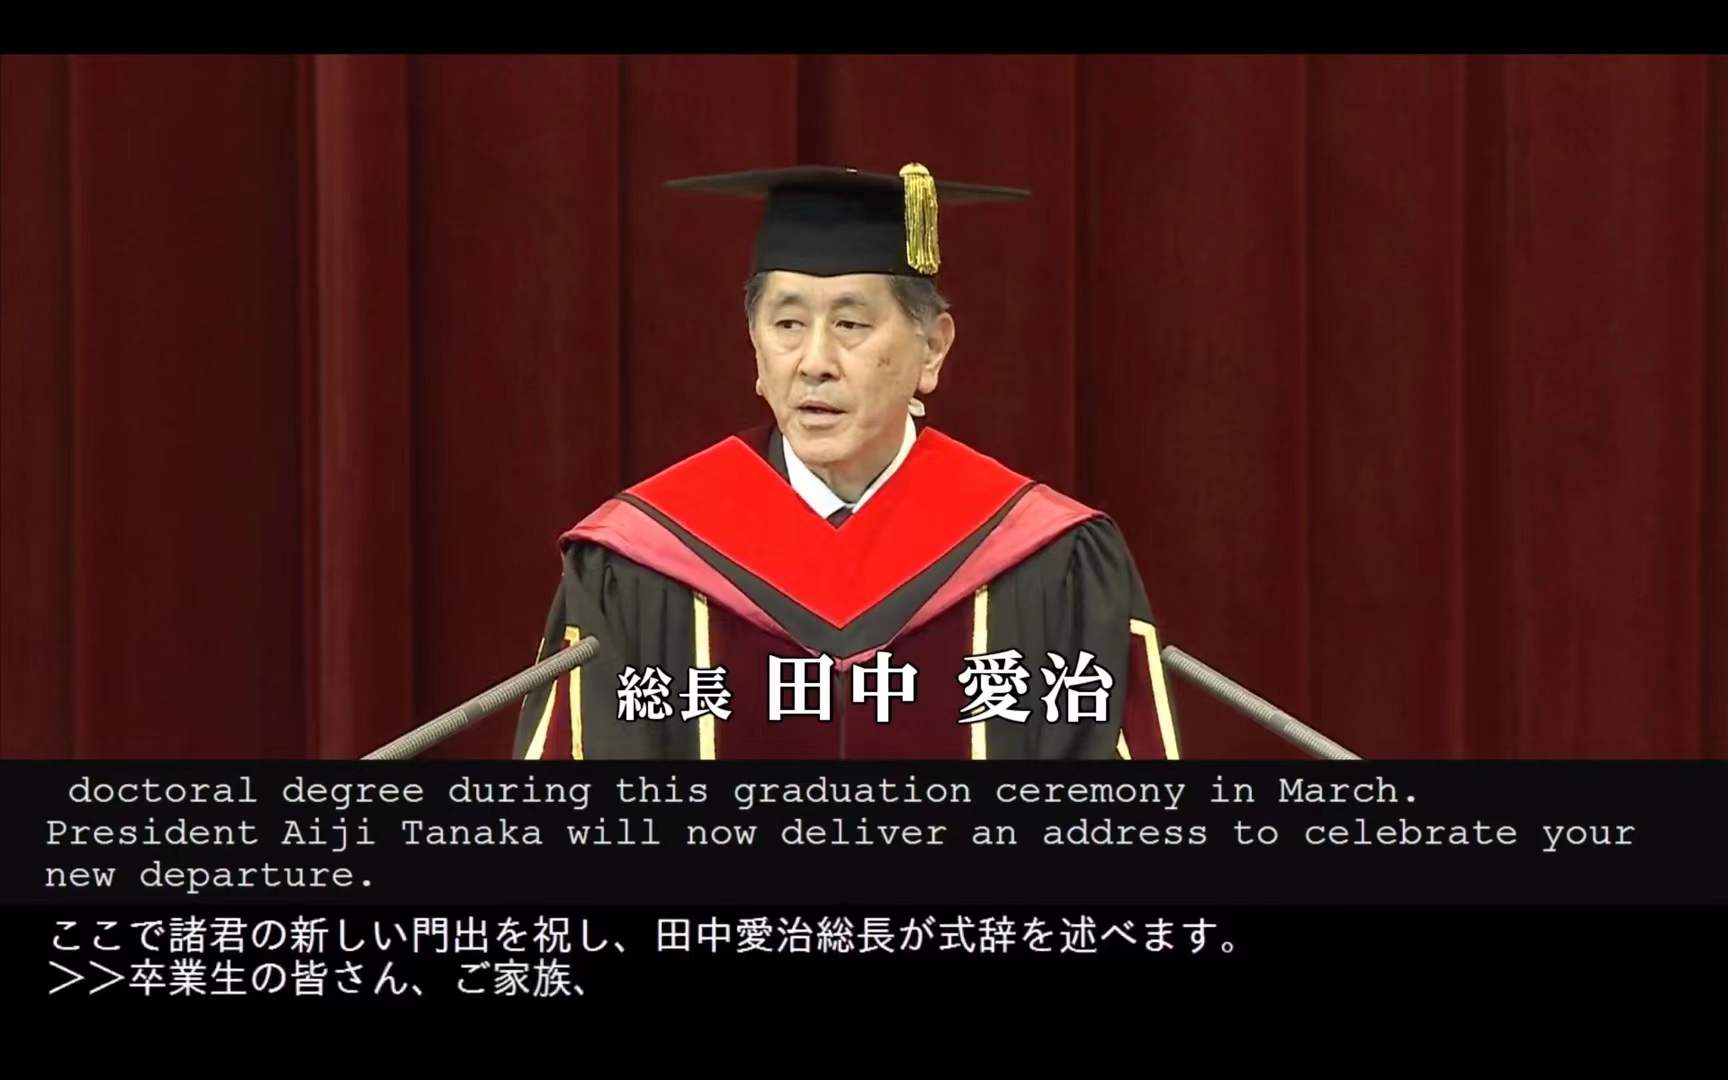 総長 田中 愛治
doctoral degree during this graduation ceremony in March.
President Aiji Tanaka will now deliver an address to celebrate your
new departure.
ここで諸君の新しい門出を祝し、田中愛治総長が式辞を述べます。
＞＞卒業生の皆さん、ご家族、